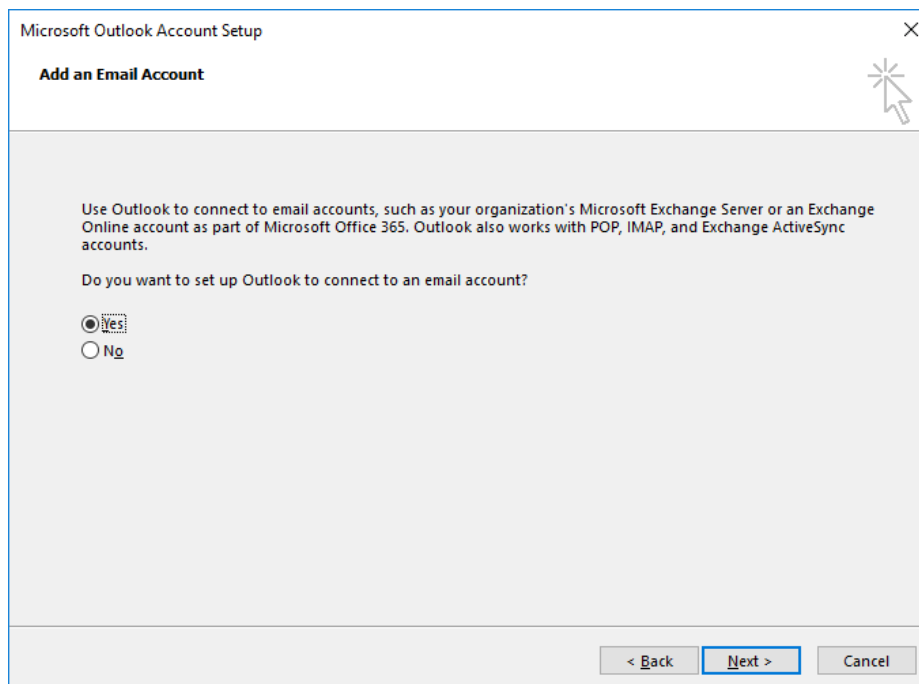 Microsoft Outlook Account Setup
Add an Email Account
Use Outlook to connect to email accounts, such as your organization's Microsoft Exchange Server or an Exchange
Online account as part of Microsoft Office 365. Outlook also works with POP, IMAP, and Exchange ActiveSync
accounts.
Do you want to set up Outlook to connect to an email account?
Yes
No
< Back Next > Cancel